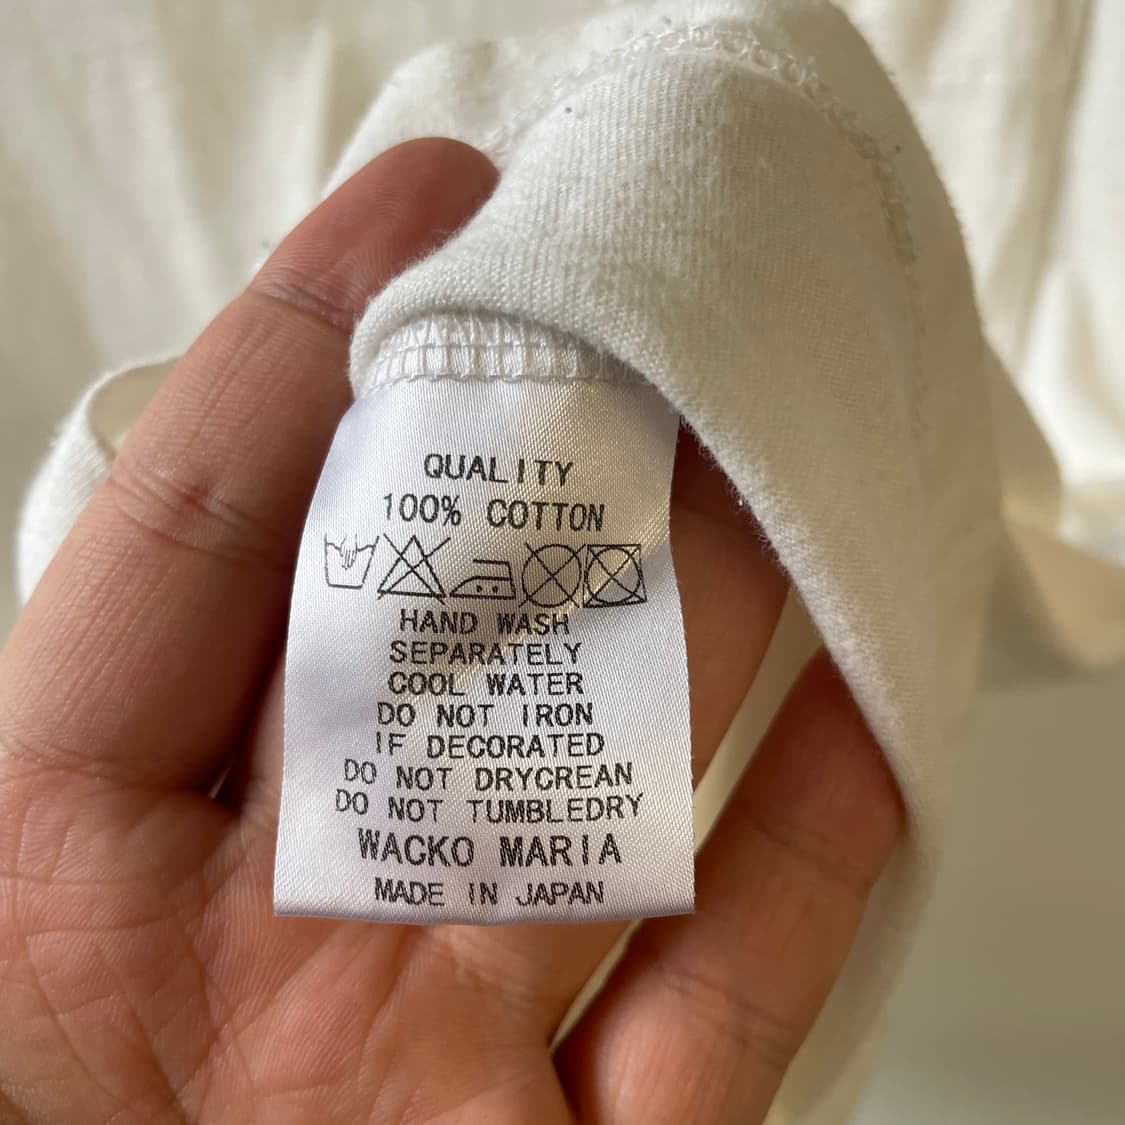 QUALITY
100% COTTON
HAND WASH
SEPARATELY
COOL WATER
DO NOT IRON
IF DECORATED
DO NOT DRYCREAN
DO NOT TUMBLEDRY
WACKO MARIA
MADE IN JAPAN